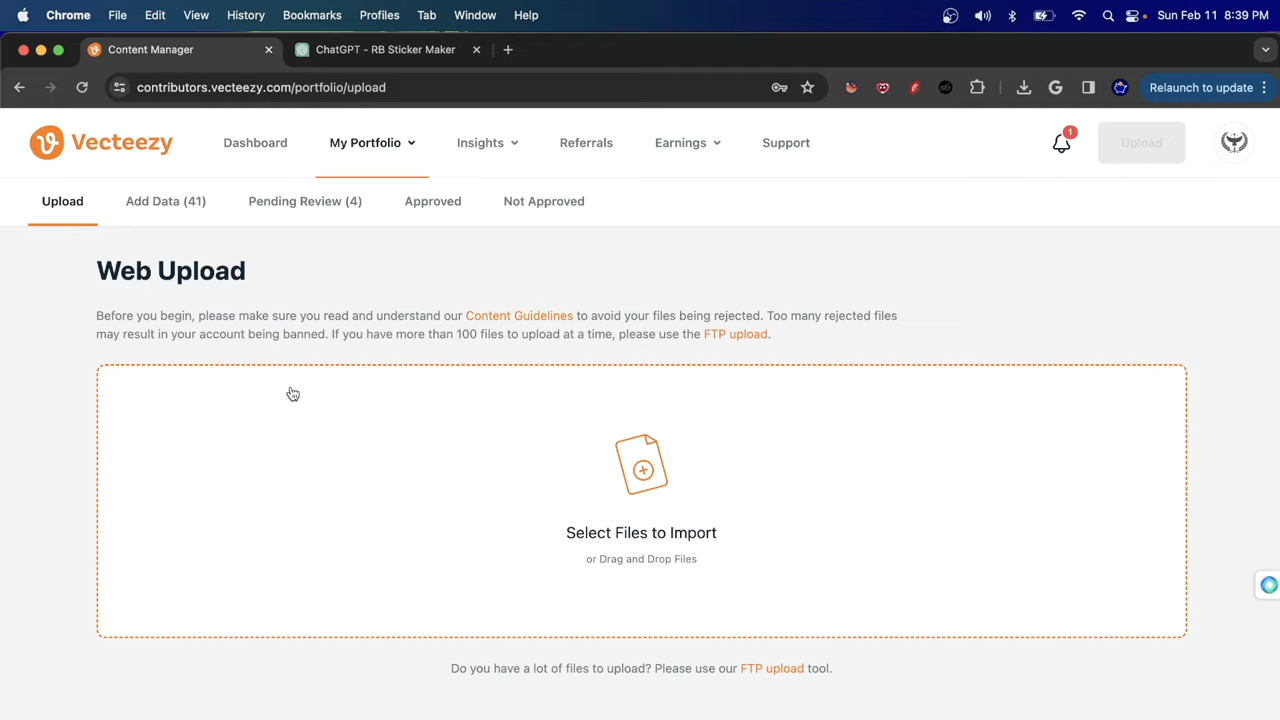 Chrome File Edit View History Bookmarks Profiles Tab Window Help Sun Feb 11 8:39 PM
Content Manager ChatGPT - RB Sticker Maker
contributors.vecteezy.com/portfolio/upload Relaunch to update
Vecteezy Dashboard My Portfolio Insights Referrals Earnings Support 1 Upload
Upload Add Data (41) Pending Review (4) Approved Not Approved
Web Upload
Before you begin, please make sure you read and understand our Content Guidelines to avoid your files being rejected. Too many rejected files
may result in your account being banned. If you have more than 100 files to upload at a time, please use the FTP upload.
Select Files to Import
or Drag and Drop Files
Do you have a lot of files to upload? Please use our FTP upload tool.